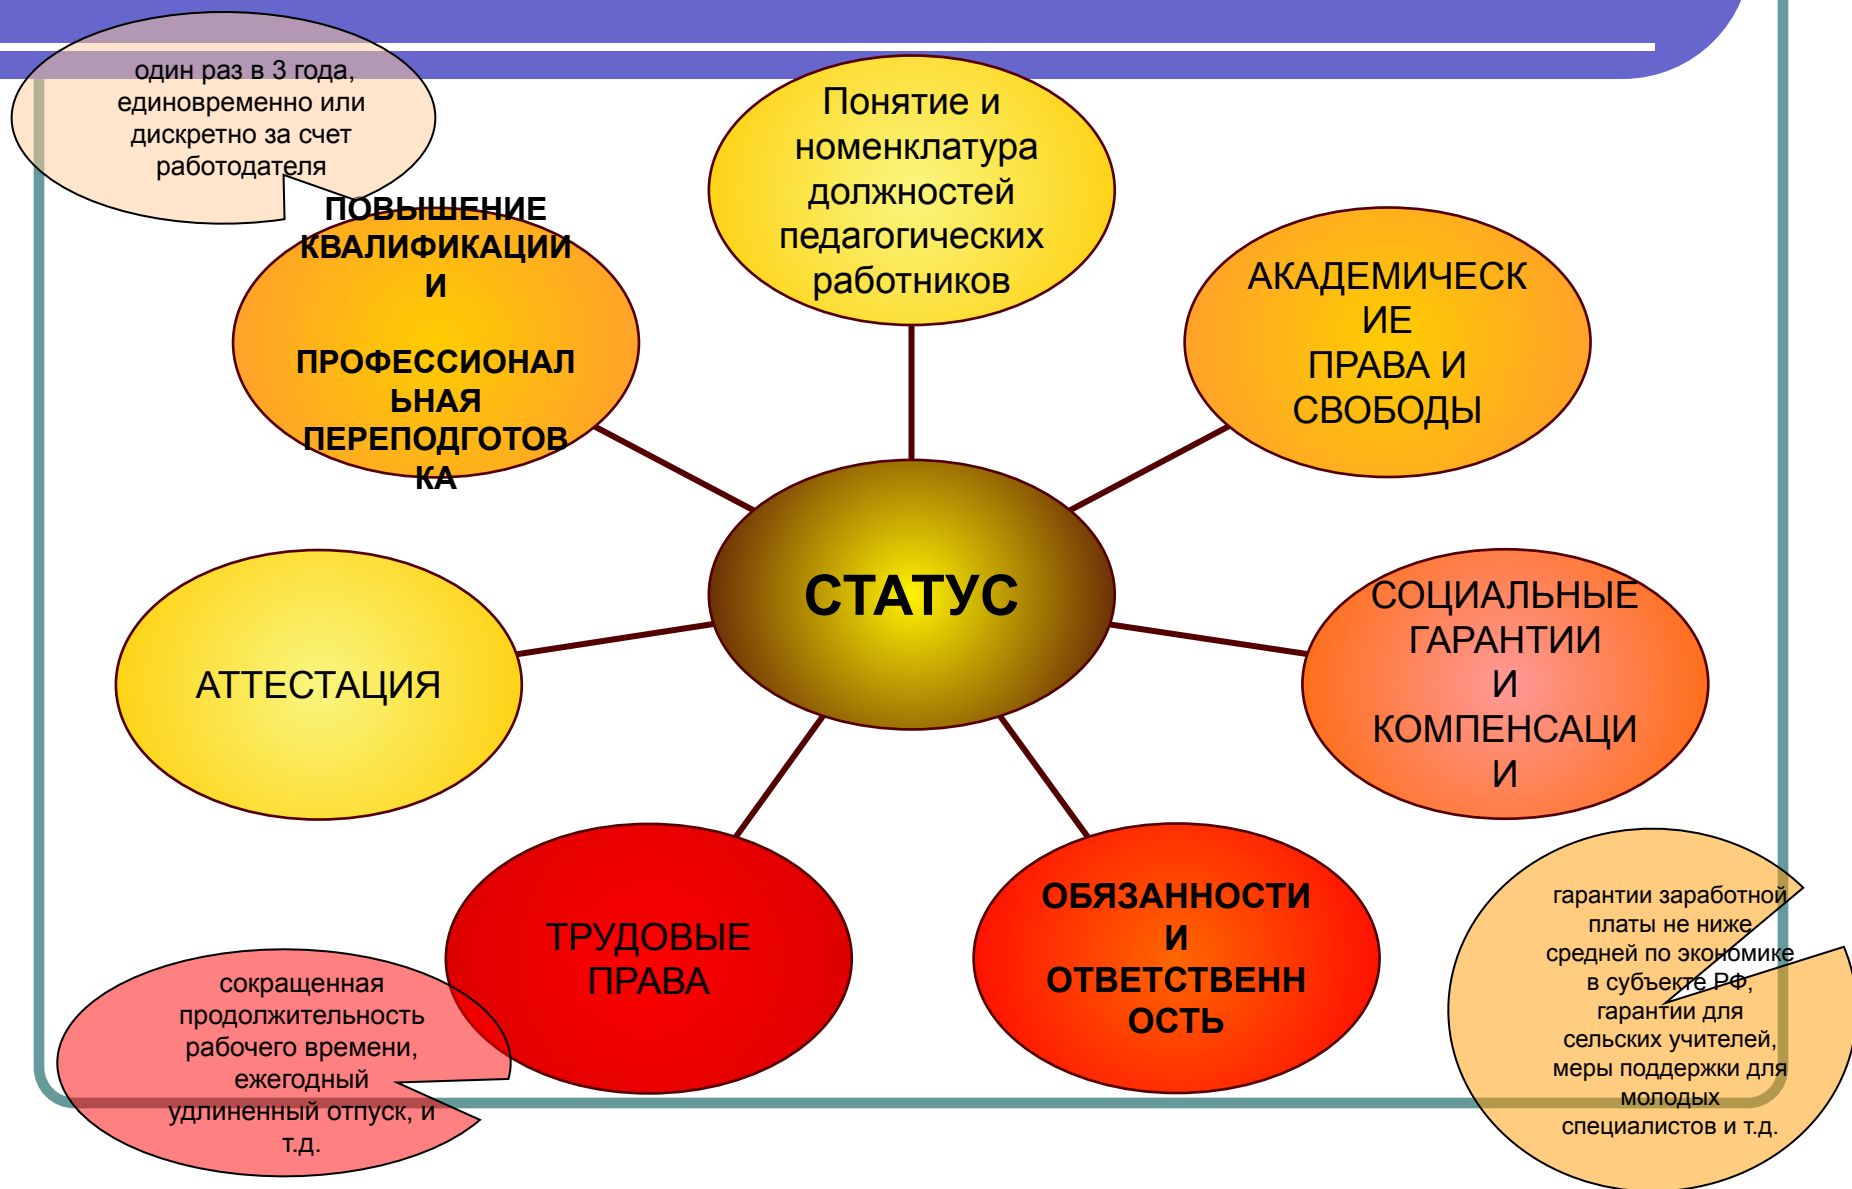 один раз в 3 года,
единовременно или
дискретно за счет
работодателя
ПОВЫШЕНИЕ
КВАЛИФИКАЦИИ
И
ПРОФЕССИОНАЛ
ЬНАЯ
ПЕРЕПОДГОТОВ
КА
Понятие и
номенклатура
должностей
педагогических
работников
АКАДЕМИЧЕСК
ИЕ
ПРАВА И
СВОБОДЫ
СТАТУС
АТТЕСТАЦИЯ
СОЦИАЛЬНЫЕ
ГАРАНТИИ
И
КОМПЕНСАЦИ
И
ТРУДОВЫЕ
ПРАВА
ОБЯЗАННОСТИ
И
ОТВЕТСТВЕНН
ОСТЬ
сокращенная
продолжительность
рабочего времени,
ежегодный
удлиненный отпуск, и
т.д.
гарантии заработной
платы не ниже
средней по экономике
в субъекте РФ,
гарантии для
сельских учителей,
меры поддержки для
молодых
специалистов и т.д.